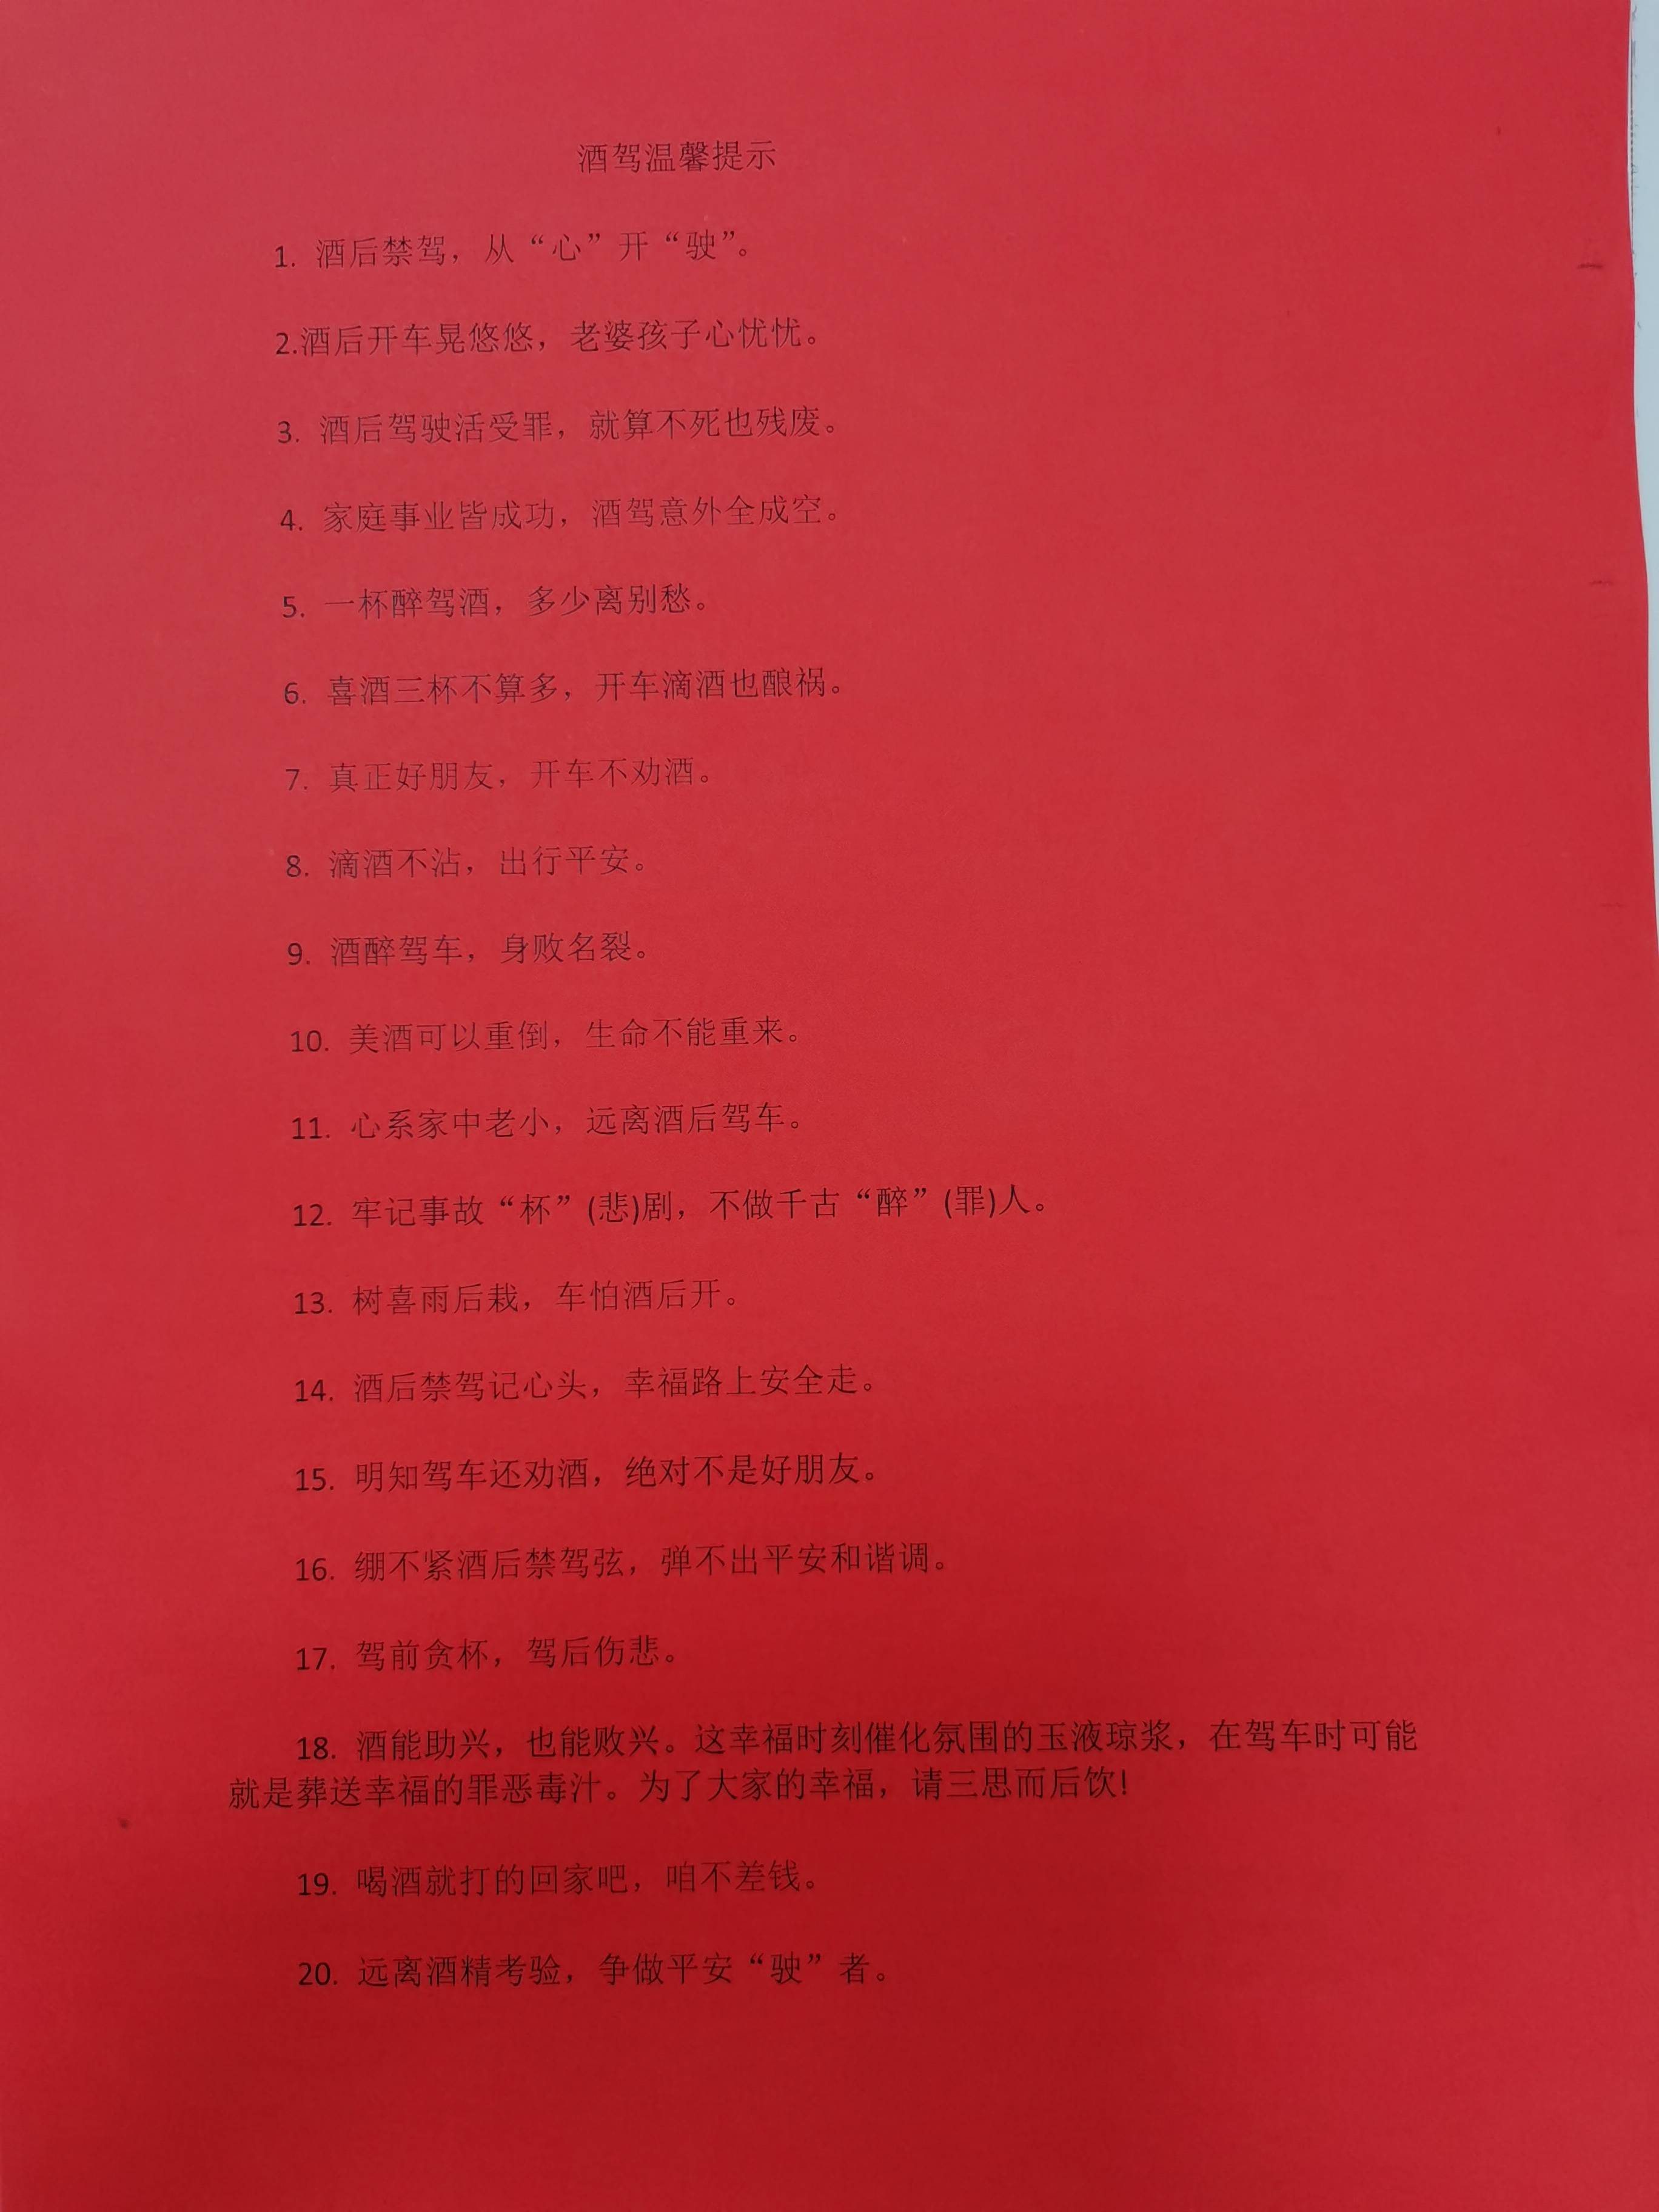 酒驾温馨提示
1. 酒后禁驾，从“心”开“驶”。
2.酒后开车晃悠悠，老婆孩子心忧忧。
3. 酒后驾驶活受罪，就算不死也残废。
4. 家庭事业皆成功，酒驾意外全成空。
5. 一杯醉驾酒，多少离别愁。
6. 喜酒三杯不算多，开车滴酒也酿祸。
7. 真正好朋友，开车不劝酒。
8. 滴酒不沾，出行平安。
9. 酒醉驾车，身败名裂。
10. 美酒可以重倒，生命不能重来。
11. 心系家中老小，远离酒后驾车。
12. 牢记事故“杯”(悲)剧，不做千古“醉”(罪)人。
13. 树喜雨后栽，车怕酒后开。
14. 酒后禁驾记心头，幸福路上安全走。
15. 明知驾车还劝酒，绝对不是好朋友。
16. 绷不紧酒后禁驾弦，弹不出平安和谐调。
17. 驾前贪杯，驾后伤悲。
18. 酒能助兴，也能败兴。这幸福时刻催化氛围的玉液琼浆，在驾车时可能
就是葬送幸福的罪恶毒汁。为了大家的幸福，请三思而后饮!
19. 喝酒就打的回家吧，咱不差钱。
20. 远离酒精考验，争做平安“驶”者。